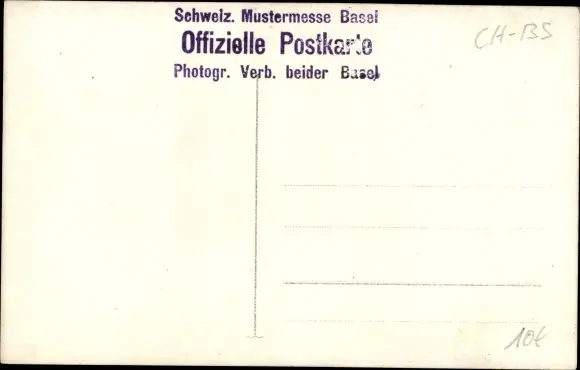 Schweiz. Mustermesse Basel
Offizielle Postkarte
Photogr. Verb. beider Basel
CH-BS
10€